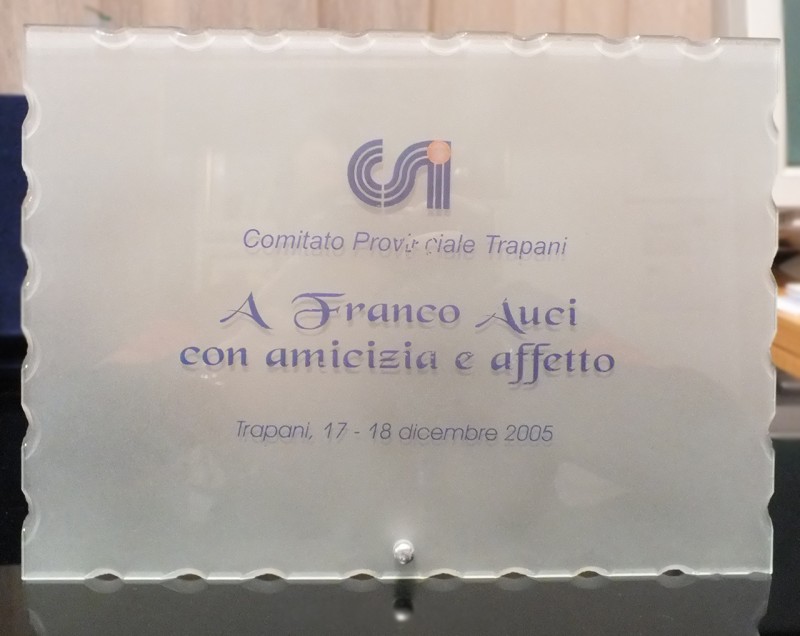 CSI
Comitato Provinciale Trapani
A Franco Auci
con amicizia e affetto
Trapani, 17 - 18 dicembre 2005